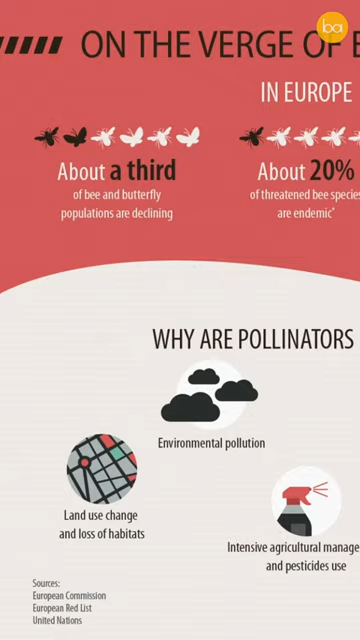 ba
ON THE VERGE OF
IN EUROPE
About a third
of bee and butterfly
populations are declining
About 20%
of threatened bee species
are endemic*
WHY ARE POLLINATORS
Environmental pollution
Land use change
and loss of habitats
Intensive agricultural manage
and pesticides use
Sources:
European Commission
European Red List
United Nations